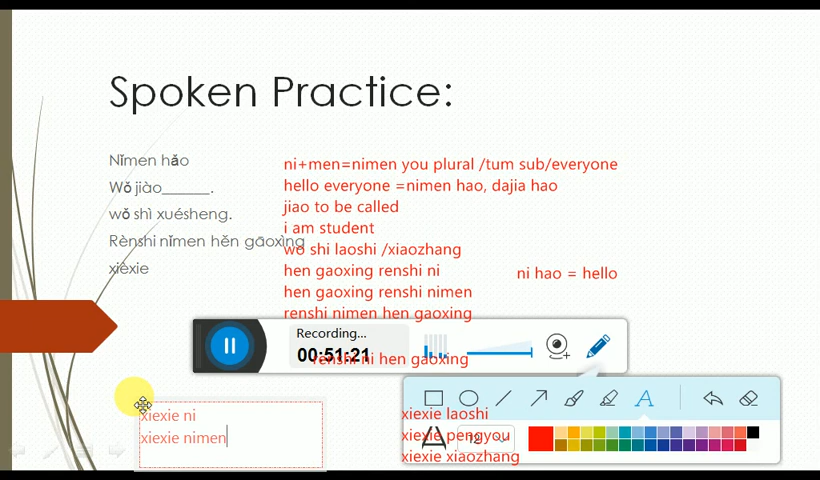 Spoken Practice:
Nǐmen hǎo
Wǒ jiào______.
wǒ shì xuésheng.
Rènshi nǐmen hěn gāoxìng
xièxie
ni+men=nimen you plural /tum sub/everyone
hello everyone =nimen hao, dajia hao
jiao to be called
i am student
wo shi laoshi /xiaozhang
hen gaoxing renshi ni
ni hao = hello
hen gaoxing renshi nimen
renshi nimen hen gaoxing
Recording...
00:51:21
renshi ni hen gaoxing
xiexie ni
xiexie nimen
A
xiexie laoshi
xiexie pengyou
xiexie xiaozhang